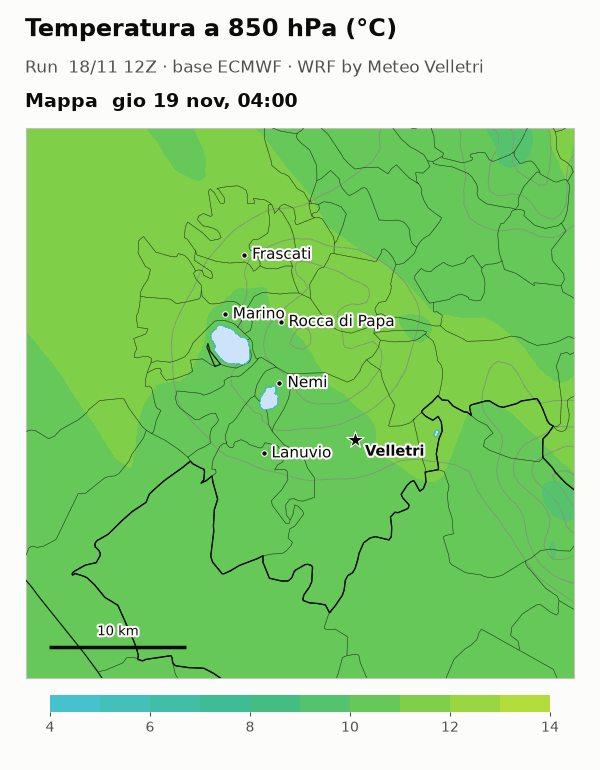 Temperatura a 850 hPa (°C)
Run 18/11 12Z · base ECMWF · WRF by Meteo Velletri
Mappa gio 19 nov, 04:00
Frascati
Marino
Rocca di Papa
Nemi
Velletri
Lanuvio
10 km
4 6 8 10 12 14